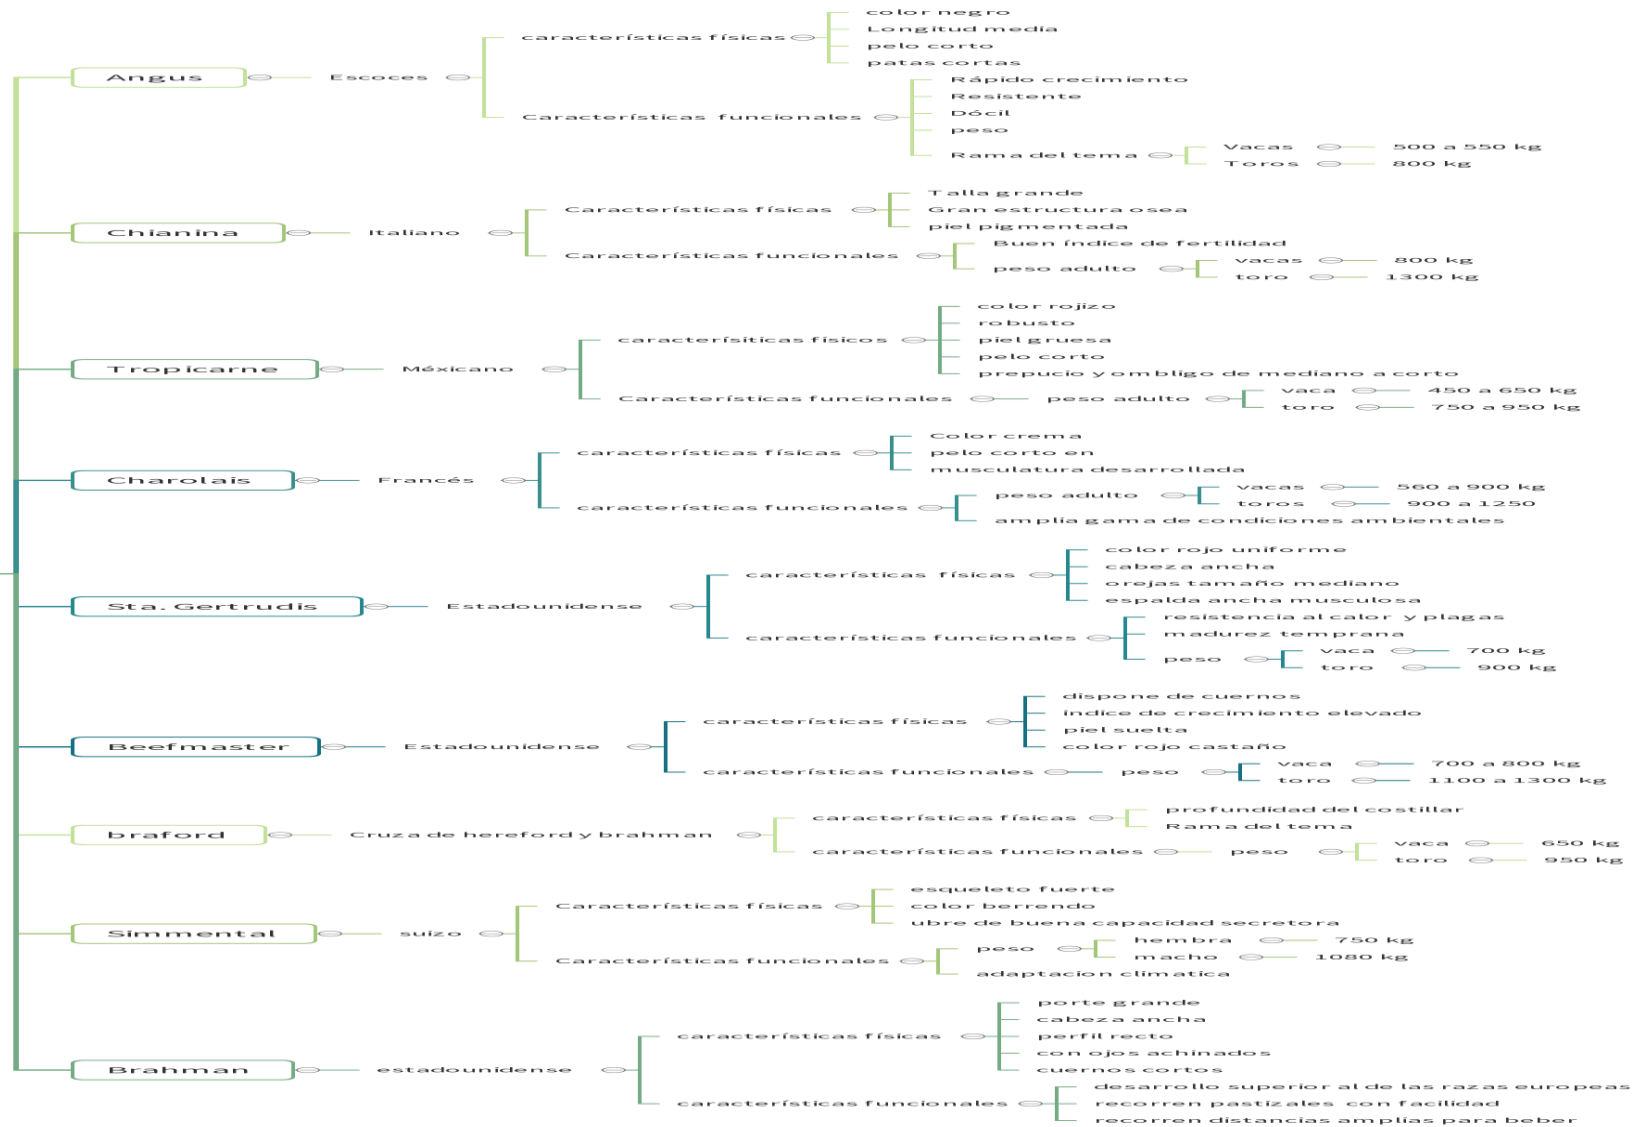 Angus
Escoces
características físicas
color negro
Longitud media
pelo corto
patas cortas
Características funcionales
Rápido crecimiento
Resistente
Dócil
peso
Rama del tema
Vacas
500 a 550 kg
Toros
800 kg
Chianina
Italiano
Características físicas
Talla grande
Gran estructura osea
piel pigmentada
Características funcionales
Buen índice de fertilidad
peso adulto
vacas
800 kg
toro
1300 kg
Tropicarne
Méxicano
caracterísiticas físicos
color rojizo
robusto
piel gruesa
pelo corto
prepucio y ombligo de mediano a corto
Características funcionales
peso adulto
vaca
450 a 650 kg
toro
750 a 950 kg
Charolais
Francés
características físicas
Color crema
pelo corto en
musculatura desarrollada
características funcionales
peso adulto
vacas
560 a 900 kg
toros
900 a 1250
amplia gama de condiciones ambientales
Sta. Gertrudis
Estadounidense
características físicas
color rojo uniforme
cabeza ancha
orejas tamaño mediano
espalda ancha musculosa
características funcionales
resistencia al calor y plagas
madurez temprana
peso
vaca
700 kg
toro
900 kg
Beefmaster
Estadounidense
características físicas
dispone de cuernos
indice de crecimiento elevado
piel suelta
color rojo castaño
características funcionales
peso
vaca
700 a 800 kg
toro
1100 a 1300 kg
braford
Cruza de hereford y brahman
características físicas
profundidad del costillar
Rama del tema
características funcionales
peso
vaca
650 kg
toro
950 kg
Simmental
suizo
Características físicas
esqueleto fuerte
color berrendo
ubre de buena capacidad secretora
Características funcionales
peso
hembra
750 kg
macho
1080 kg
adaptacion climatica
Brahman
estadounidense
características físicas
porte grande
cabeza ancha
perfil recto
con ojos achinados
cuernos cortos
características funcionales
desarrollo superior al de las razas europeas
recorren pastizales con facilidad
recorren distancias amplias para beber